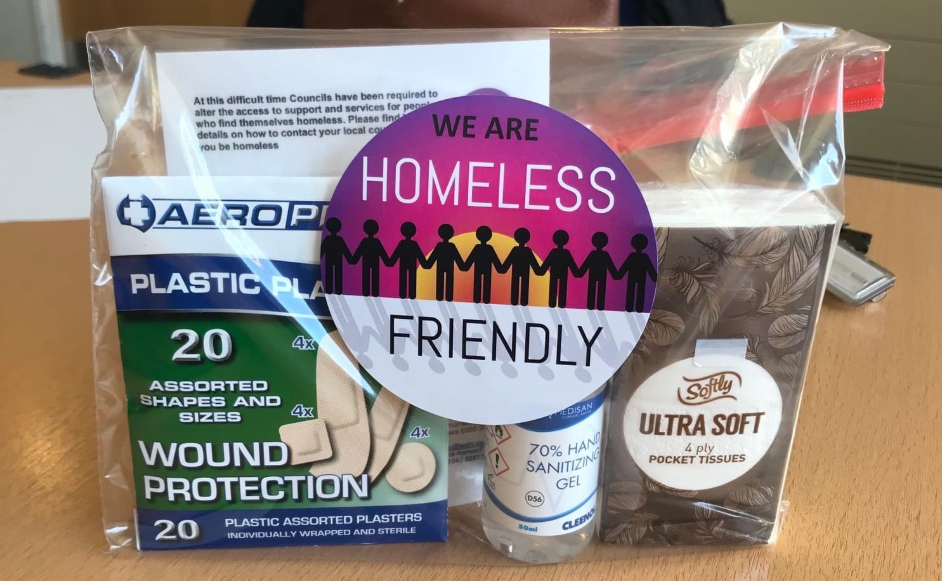 At this difficult time Councils have been required to
alter the access to support and services for people
who find themselves homeless. Please find
details on how to contact your local
you be homeless
WE ARE
HOMELESS
FRIENDLY
PLASTIC
20
4x
ASSORTED
SHAPES AND
SIZES
4x
4x
WOUND
PROTECTION
20
PLASTIC ASSORTED PLASTERS
INDIVIDUALLY WRAPPED AND STERILE
MEDISAN
70% HAND
SANITIZING
GEL
D56
50ml
Softly
ULTRA SOFT
4 ply
POCKET TISSUES